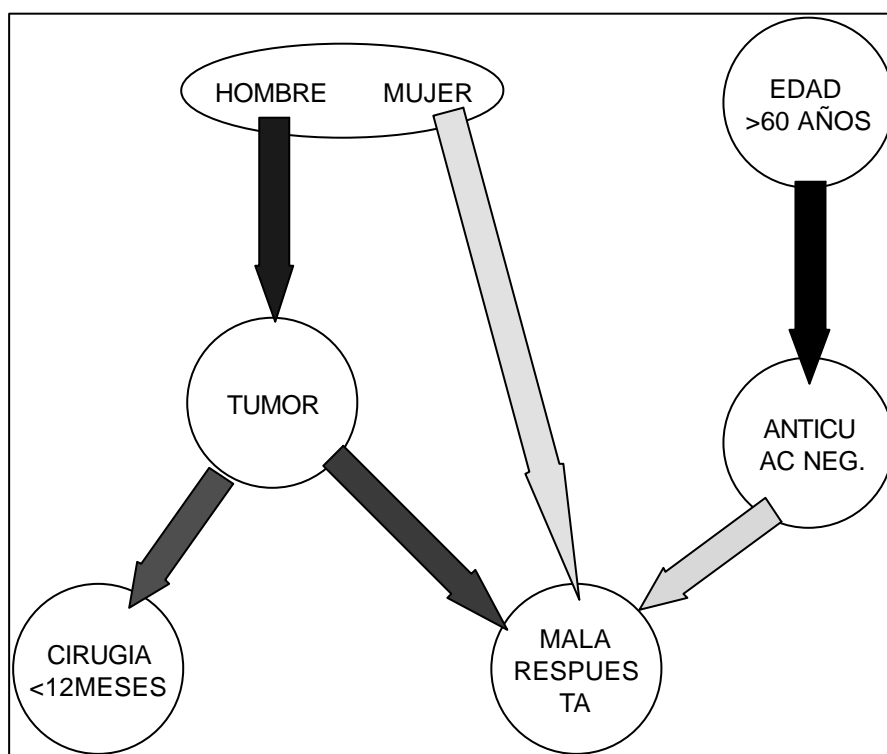 HOMBRE MUJER
EDAD
>60 AÑOS
TUMOR
ANTICU
AC NEG.
CIRUGIA
<12MESES
MALA
RESPUES
TA